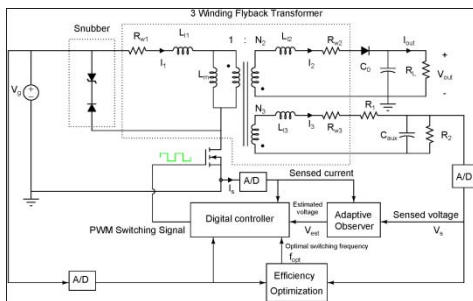 3 Winding Flyback Transformer
Snubber
Rw1
Ll1
I1
Lm
1 : N2
Ll2
Rw2
I2
Iout
+
C0
RL
Vout
-
Vg
N3
Ll3
I3
Rw3
R1
Caux
R2
A/D
Is
A/D
Sensed current
PWM Switching Signal
Digital controller
Estimated
voltage
Vest
Adaptive
Observer
Sensed voltage
Vs
Optimal switching frequency
fopt
A/D
Efficiency
Optimization